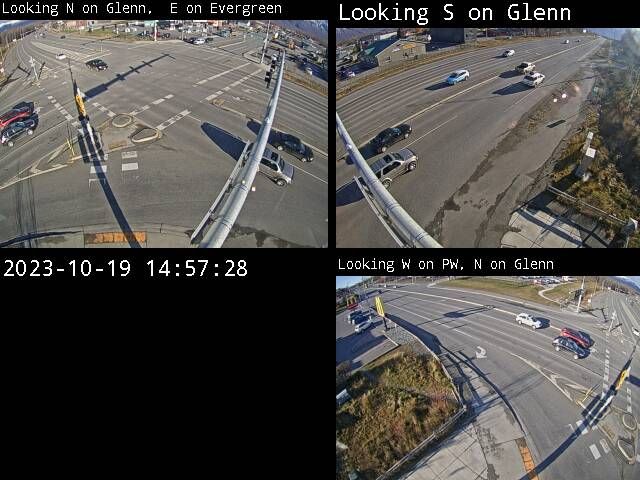 Looking N on Glenn,  E on Evergreen
Looking S on Glenn
2023-10-19 14:57:28
Looking W on PW, N on Glenn